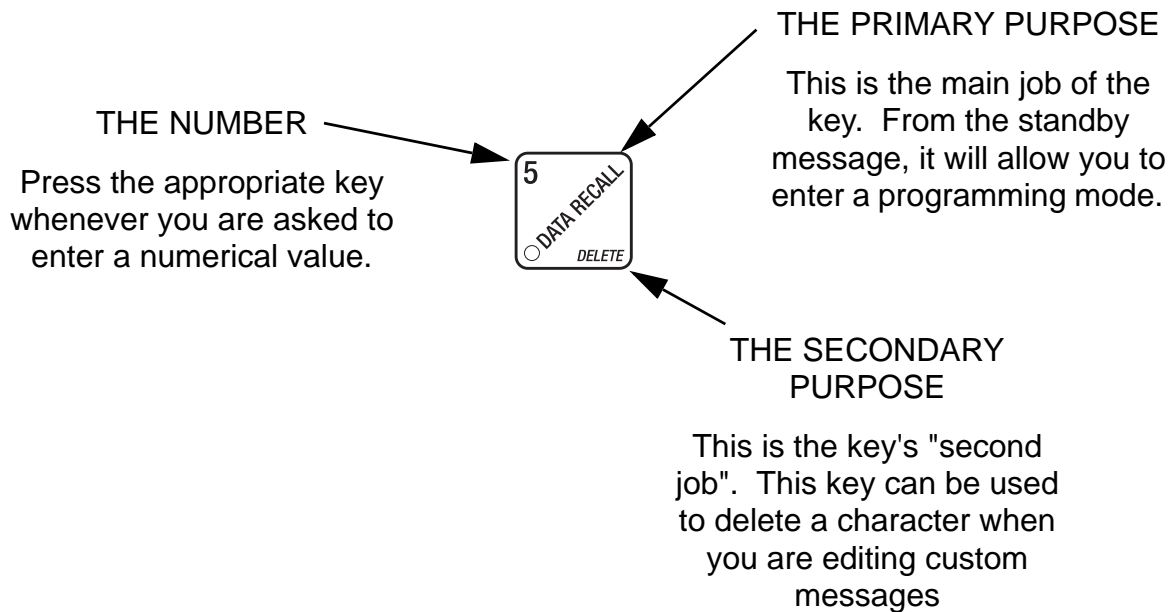 THE PRIMARY PURPOSE
This is the main job of the
key.  From the standby
message, it will allow you to
enter a programming mode.
THE NUMBER
Press the appropriate key
whenever you are asked to
enter a numerical value.
5
DATA RECALL
DELETE
THE SECONDARY
PURPOSE
This is the key's "second
job".  This key can be used
to delete a character when
you are editing custom
messages